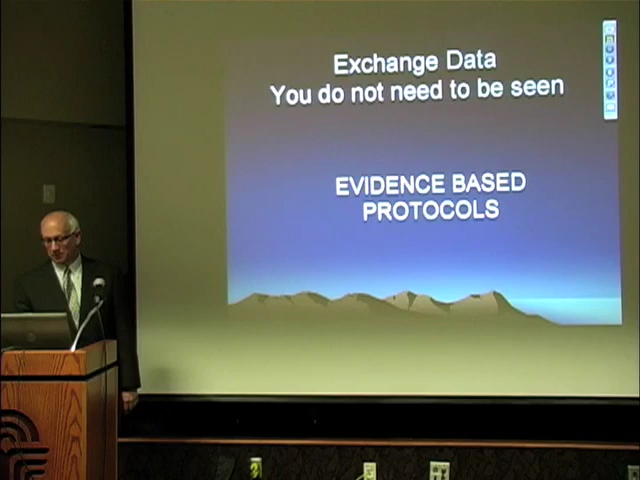 Exchange Data
You do not need to be seen
EVIDENCE BASED
PROTOCOLS